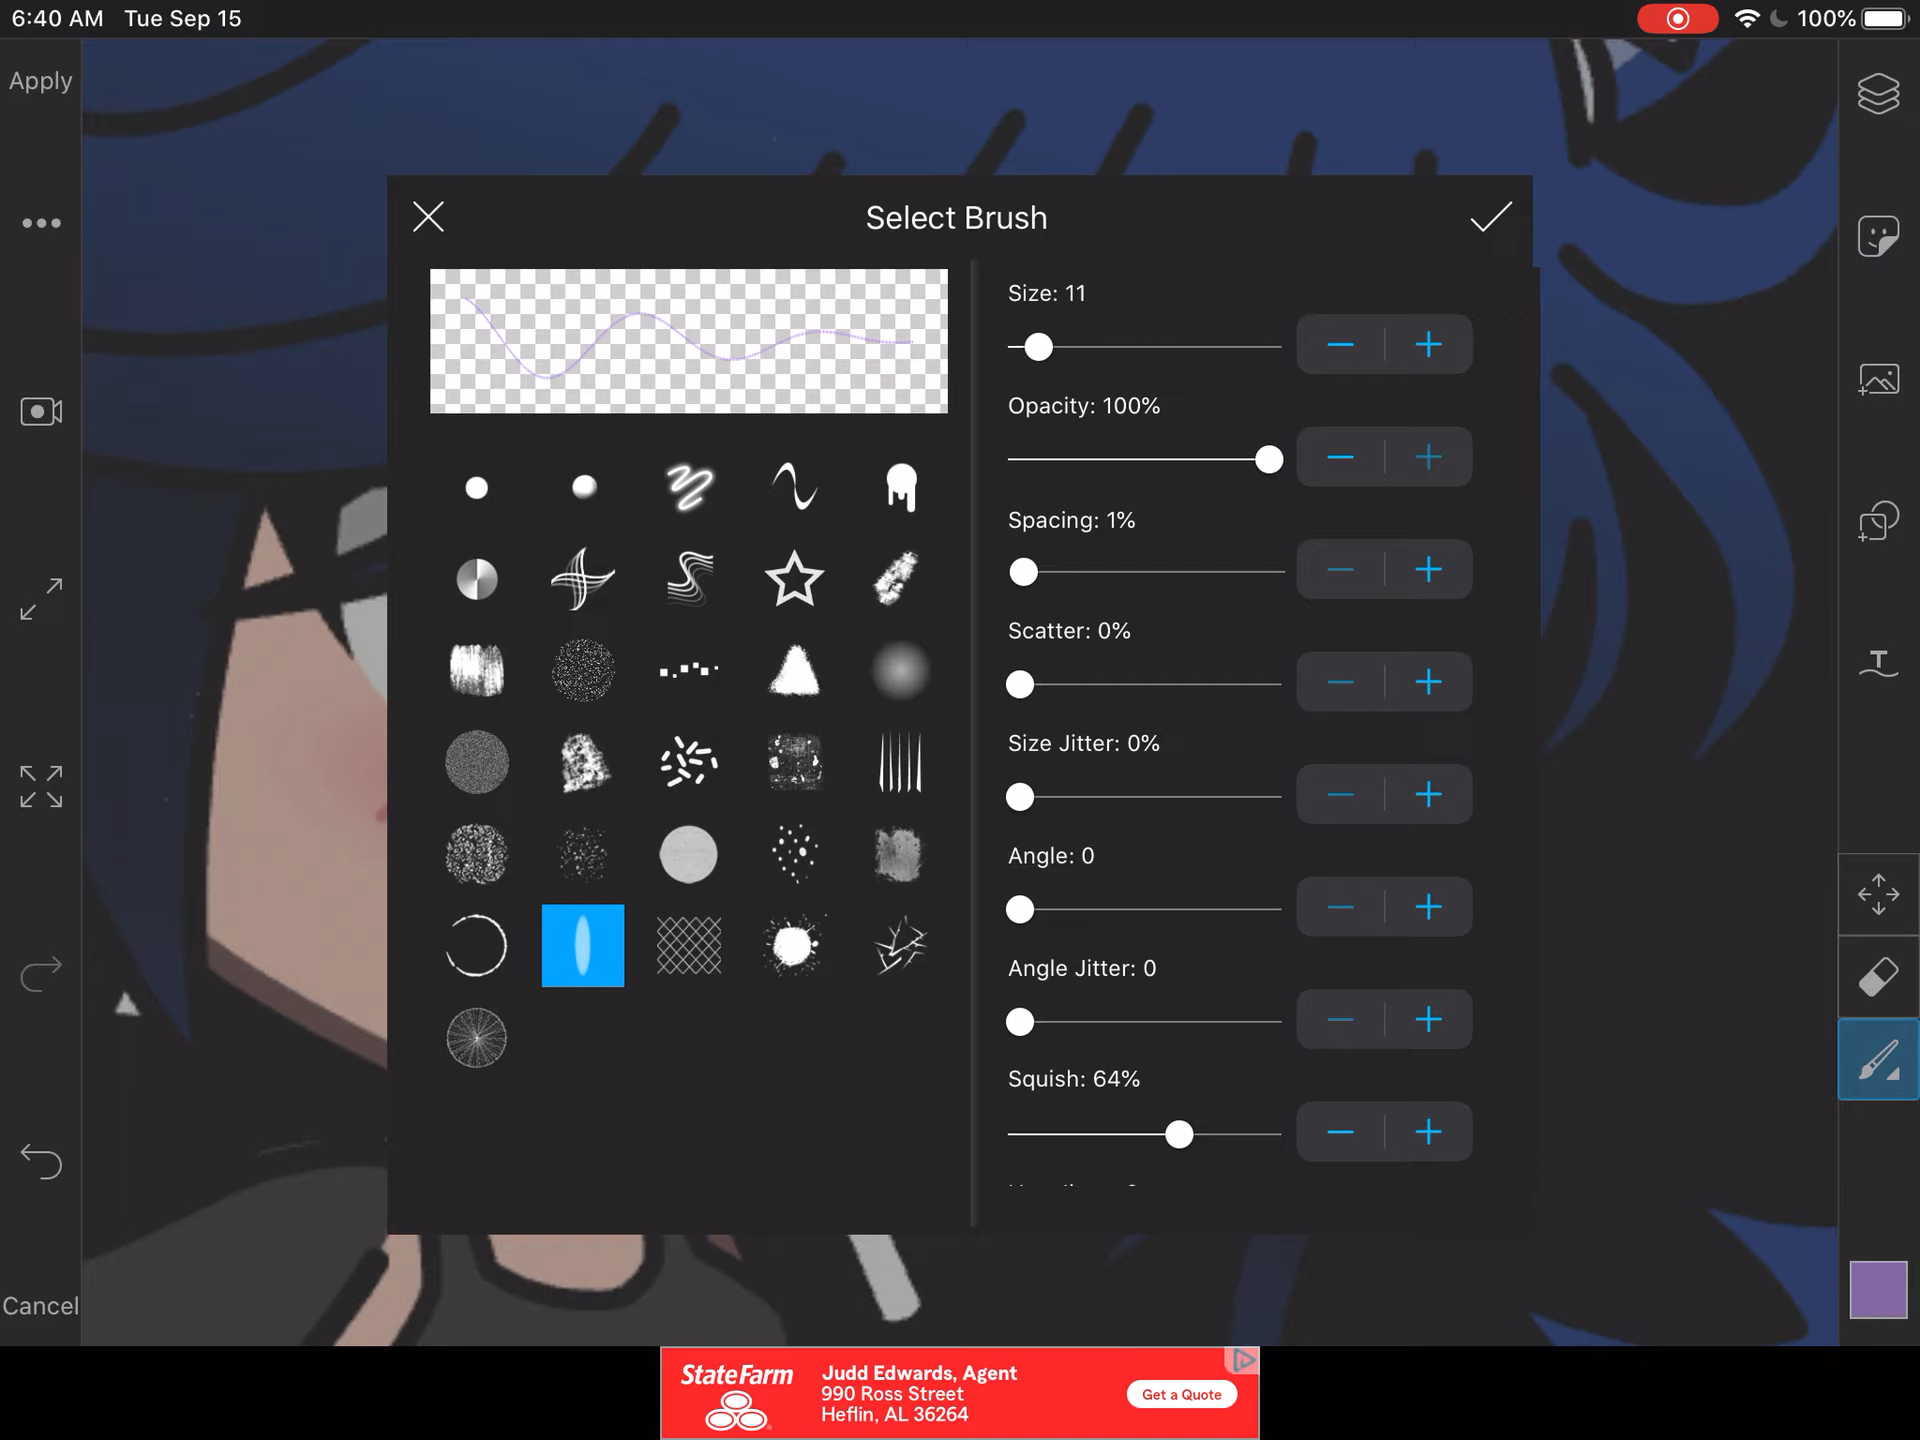 6:40 AM Tue Sep 15
100%
Apply
Select Brush
Size: 11
Opacity: 100%
Spacing: 1%
Scatter: 0%
Size Jitter: 0%
Angle: 0
Angle Jitter: 0
Squish: 64%
T
Cancel
StateFarm
Judd Edwards, Agent
990 Ross Street
Heflin, AL 36264
Get a Quote